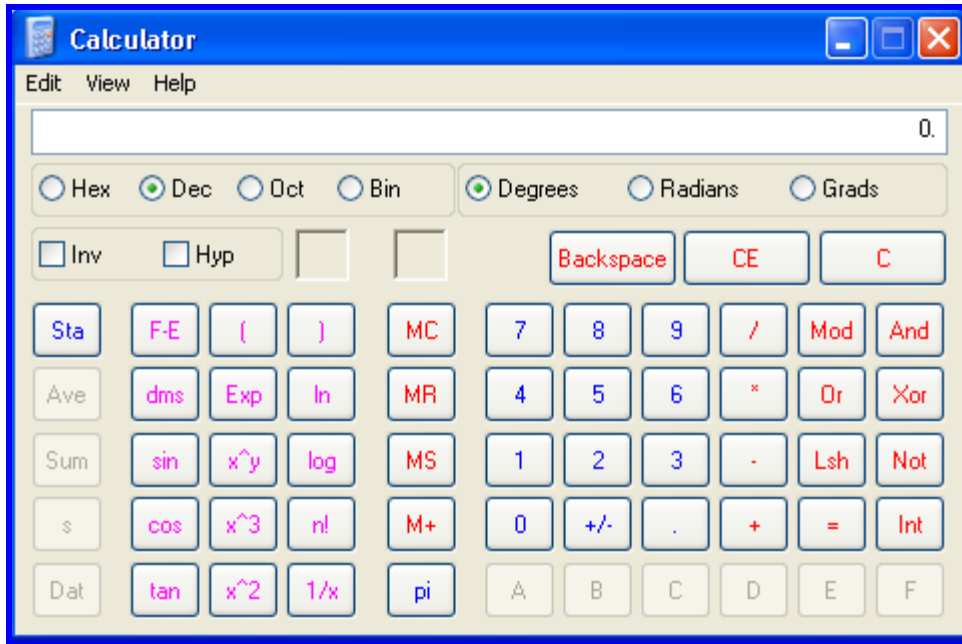 Calculator
Edit View Help
0.
Hex Dec Oct Bin Degrees Radians Grads
Inv Hyp Backspace CE C
Sta F-E ( ) MC 7 8 9 / Mod And
Ave dms Exp ln MR 4 5 6 * Or Xor
Sum sin x^y log MS 1 2 3 - Lsh Not
s cos x^3 n! M+ 0 +/- . + = Int
Dat tan x^2 1/x pi A B C D E F